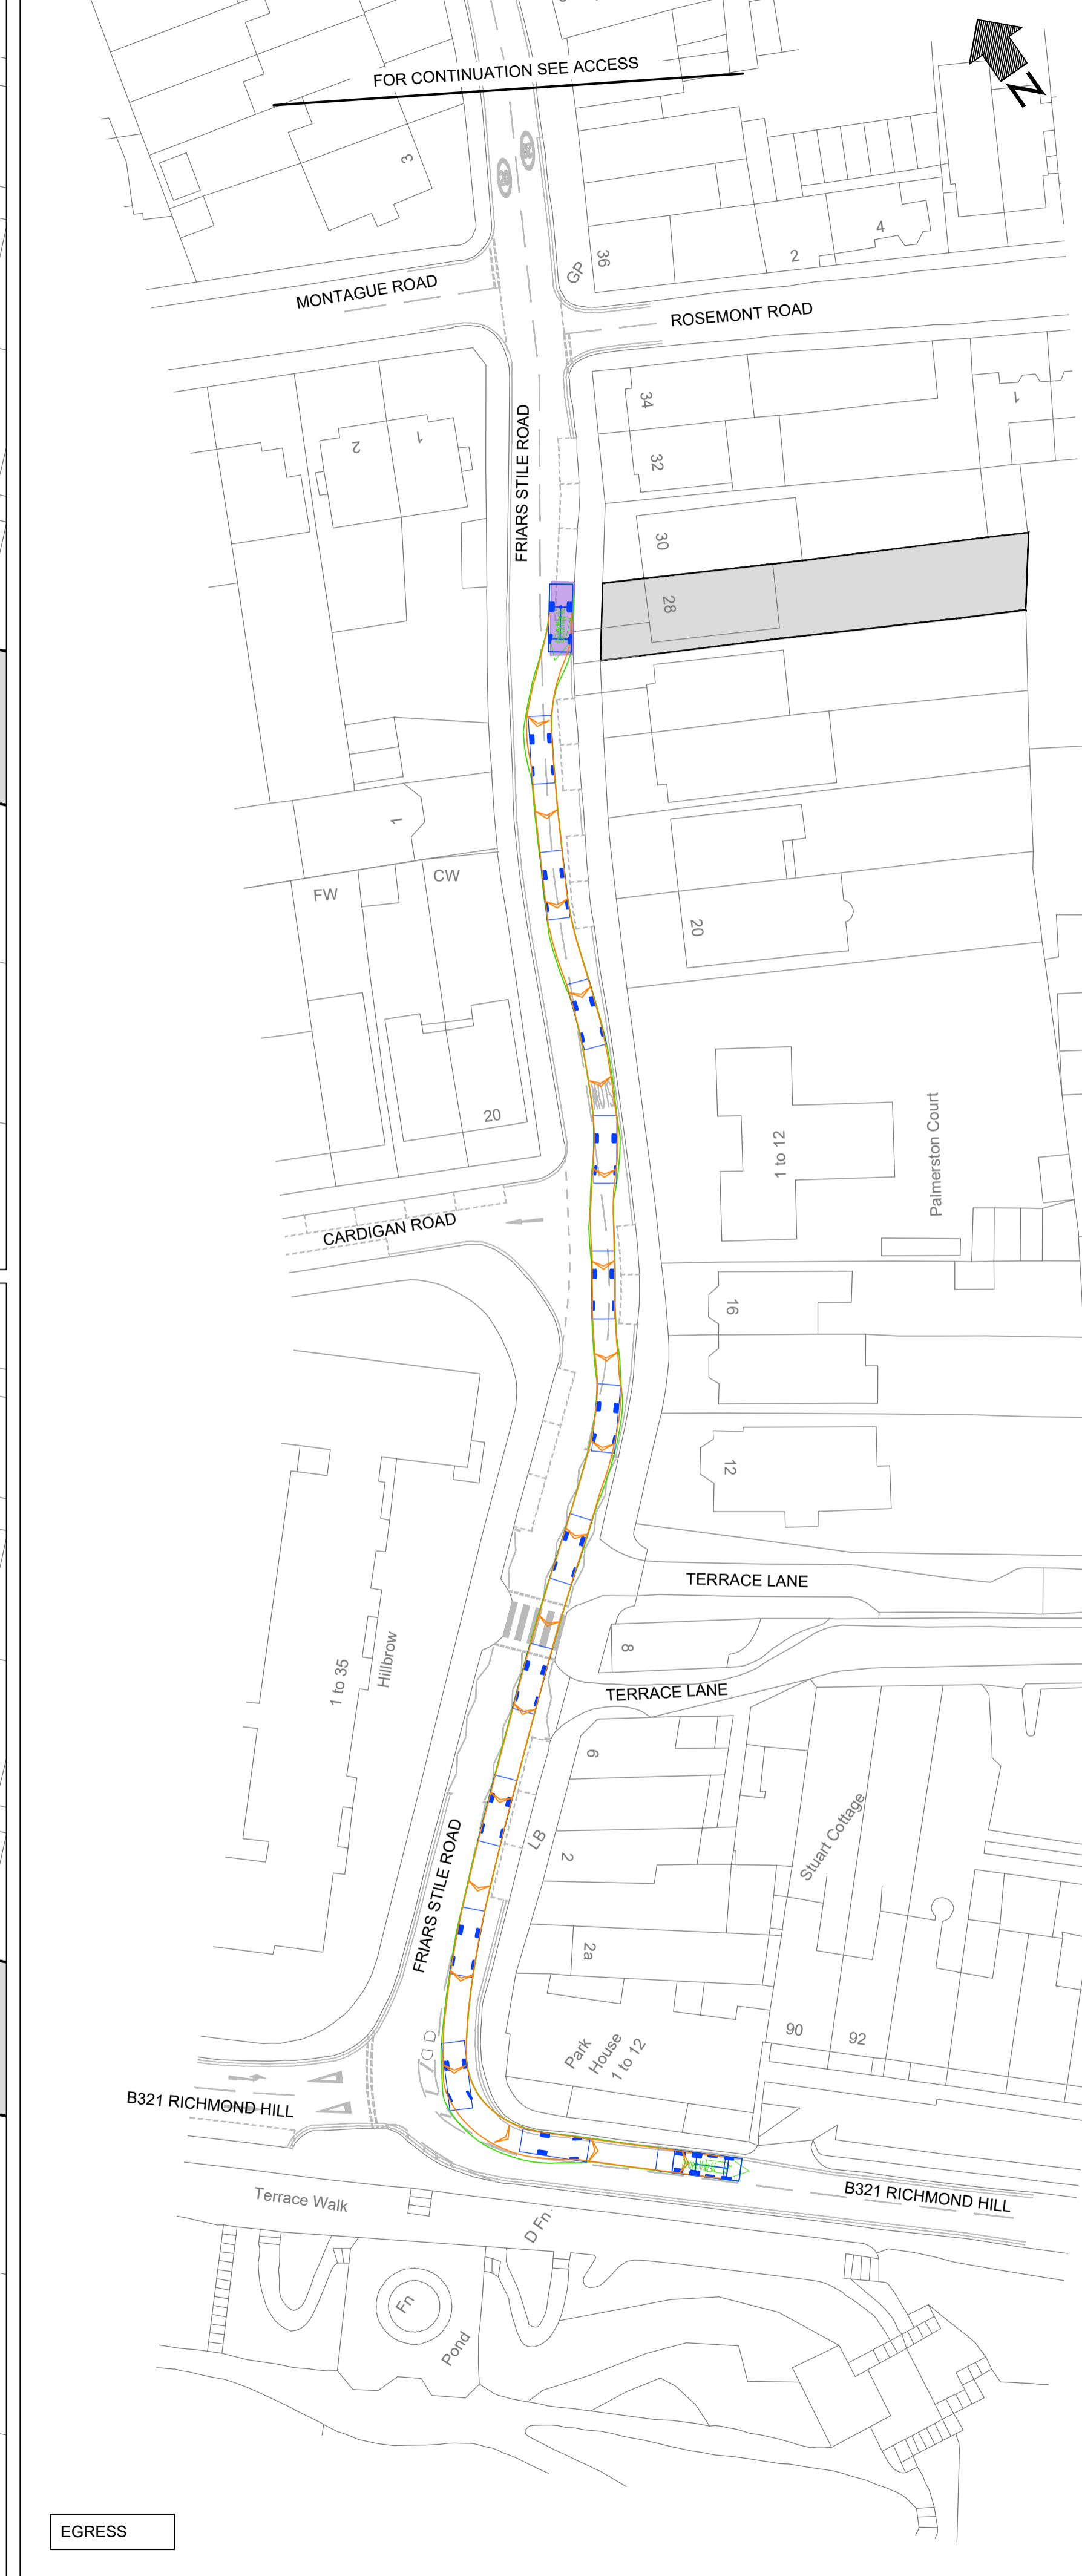 FOR CONTINUATION SEE ACCESS
N
3
36
GP
2
4
MONTAGUE ROAD
ROSEMONT ROAD
FRIARS STILE ROAD
34
1
2
1
32
30
28
1
FW
CW
20
20
Palmerston Court
1 to 12
CARDIGAN ROAD
16
12
TERRACE LANE
8
1 to 35
Hillbrow
TERRACE LANE
6
Stuart Cottage
LB
2
FRIARS STILE ROAD
2a
Park
House
1 to 12
90
92
B321 RICHMOND HILL
B321 RICHMOND HILL
Terrace Walk
D Fn
Fn
Pond
EGRESS